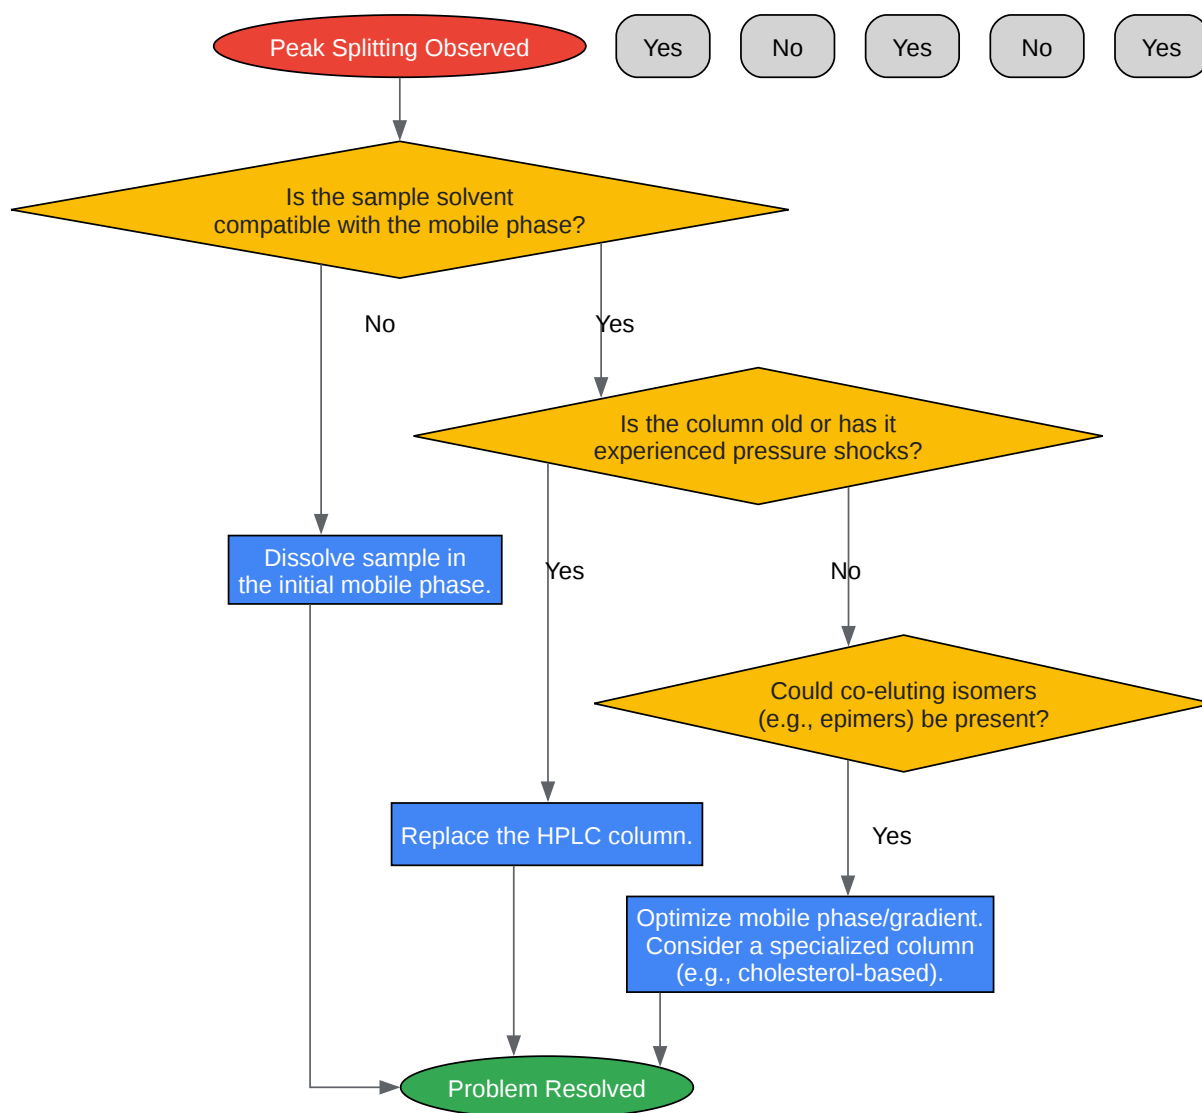 Peak Splitting Observed
Yes
No
Yes
No
Yes
Is the sample solvent
compatible with the mobile phase?
No
Yes
Is the column old or has it
experienced pressure shocks?
Dissolve sample in
the initial mobile phase.
Yes
No
Could co-eluting isomers
(e.g., epimers) be present?
Replace the HPLC column.
Yes
Optimize mobile phase/gradient.
Consider a specialized column
(e.g., cholesterol-based).
Problem Resolved